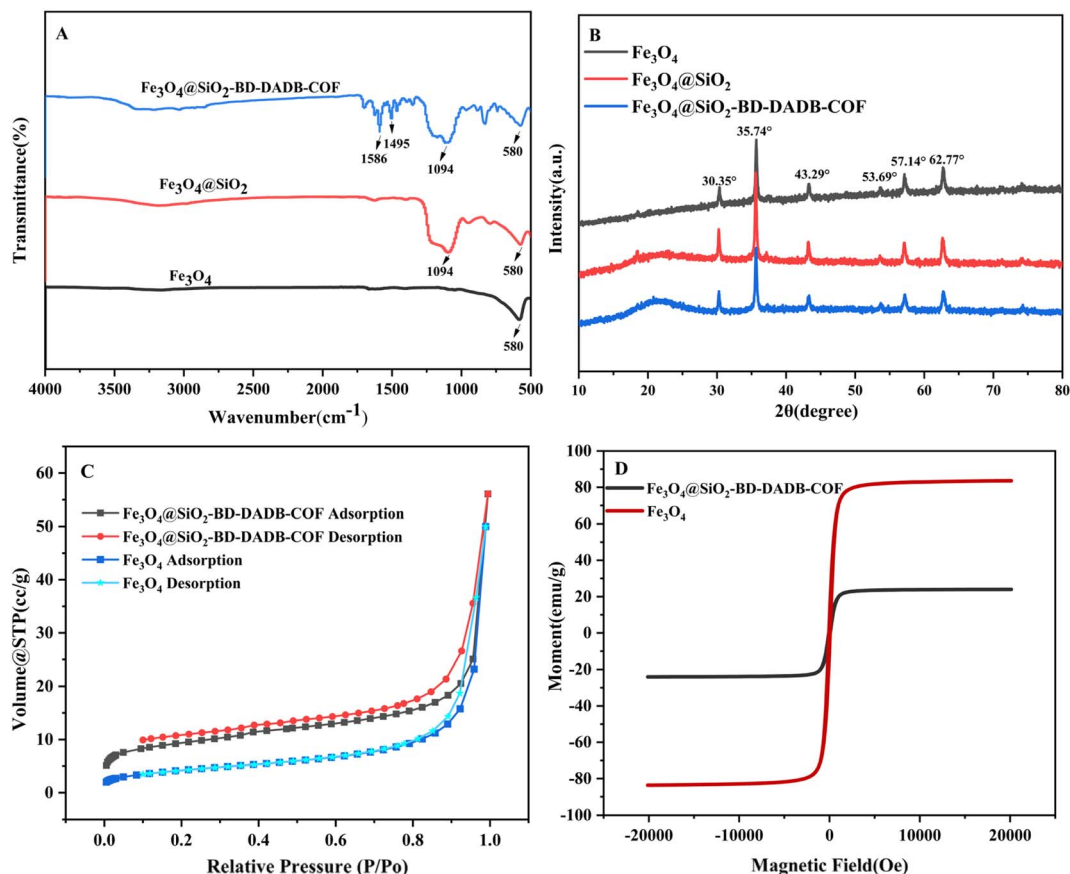 A
Fe3O4@SiO2-BD-DADB-COF
1586
1495
1094
580
Fe3O4@SiO2
1094
580
Fe3O4
580
Transmittance(%)
4000 3500 3000 2500 2000 1500 1000 500
Wavenumber(cm-1
B
Fe3O4
Fe3O4@SiO2
Fe3O4@SiO2-BD-DADB-COF
30.35°
35.74°
43.29°
53.69°
57.14°
62.77°
Intensity(a.u.)
10 20 30 40 50 60 70 80
2θ(degree)
C
Fe3O4@SiO2-BD-DADB-COF Adsorption
Fe3O4@SiO2-BD-DADB-COF Desorption
Fe3O4 Adsorption
Fe3O4 Desorption
Volume@STP(cc/g)
60
50
40
30
20
10
0
0.0 0.2 0.4 0.6 0.8 1.0
Relative Pressure (P/Po)
D
Fe3O4@SiO2-BD-DADB-COF
Fe3O4
Moment(emu/g)
100
80
60
40
20
0
-20
-40
-60
-80
-100
-20000 -10000 0 10000 20000
Magnetic Field(Oe)